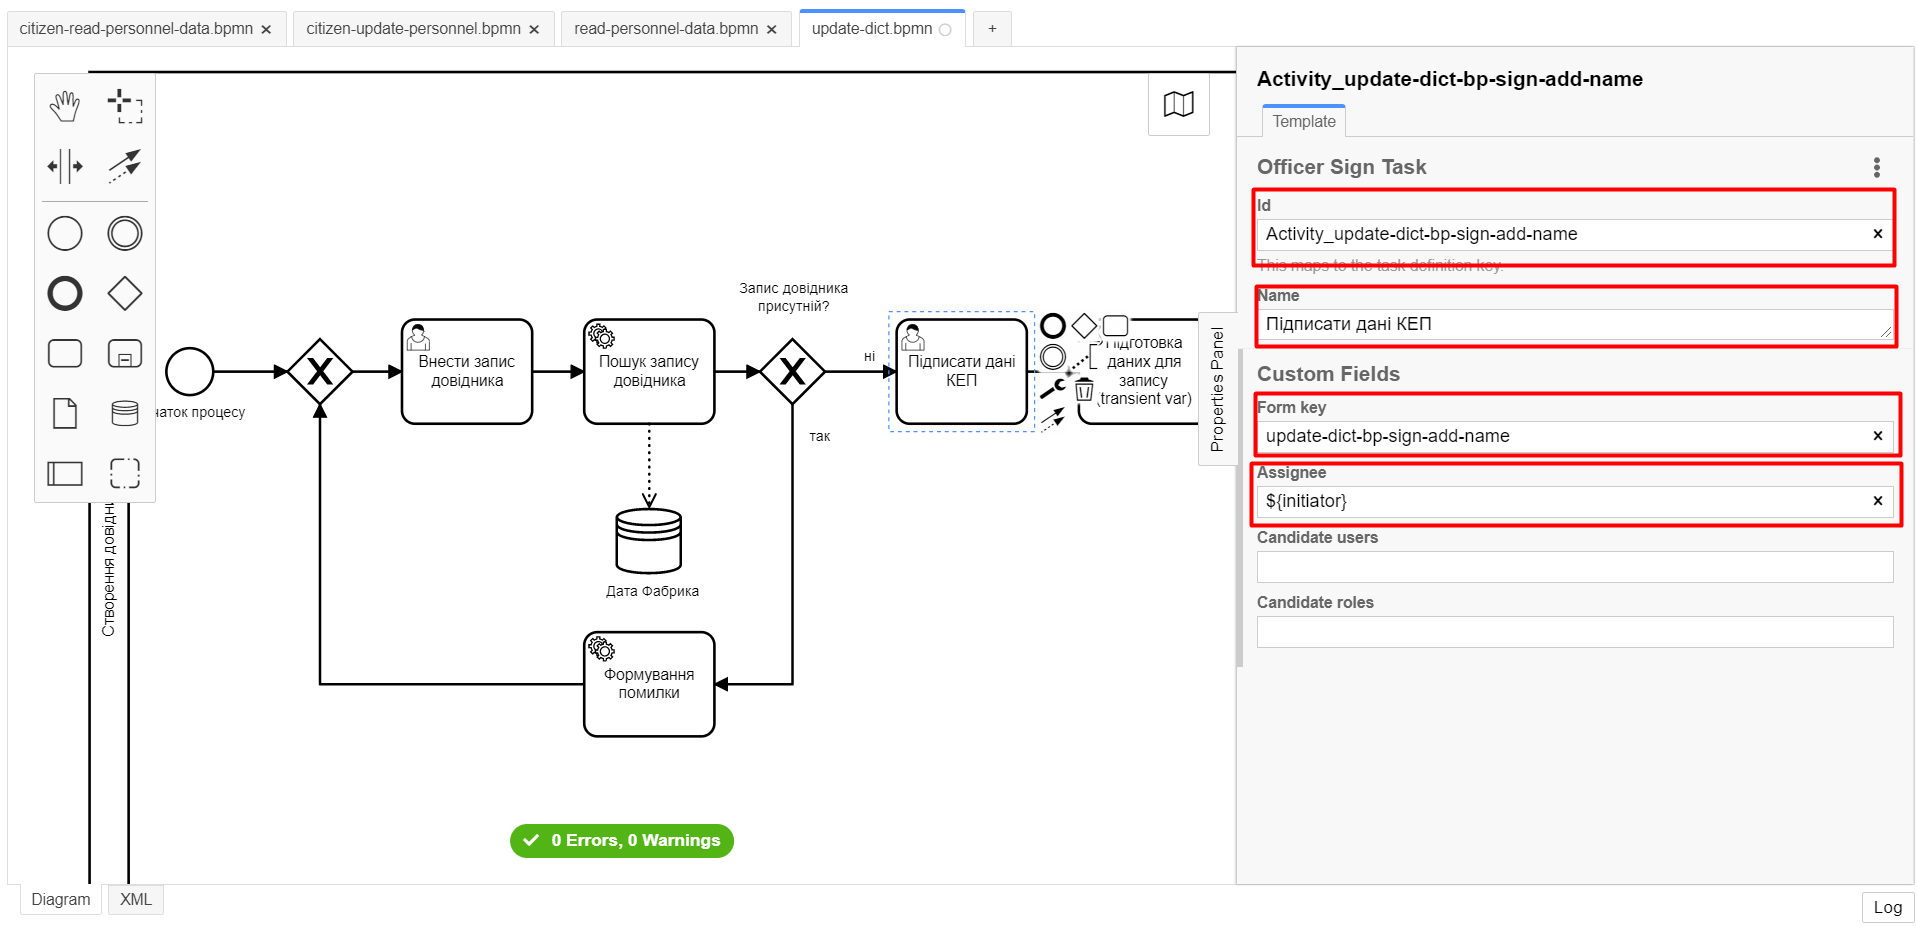 citizen-read-personnel-data.bpmn
citizen-update-personnel.bpmn
read-personnel-data.bpmn
update-dict.bpmn
+
Activity_update-dict-bp-sign-add-name
Template
Officer Sign Task
Id
Activity_update-dict-bp-sign-add-name
This maps to the task definition key.
Name
Підписати дані КЕП
Custom Fields
Form key
update-dict-bp-sign-add-name
Assignee
${initiator}
Candidate users
Candidate roles
Properties Panel
Запис довідника
присутній?
Внести запис
довідника
Пошук запису
довідника
ні
Підписати дані
КЕП
Підготовка
даних для
запису
(transient var)
процесу
так
Дата Фабрика
Створення
Формування
помилки
0 Errors, 0 Warnings
Diagram
XML
Log